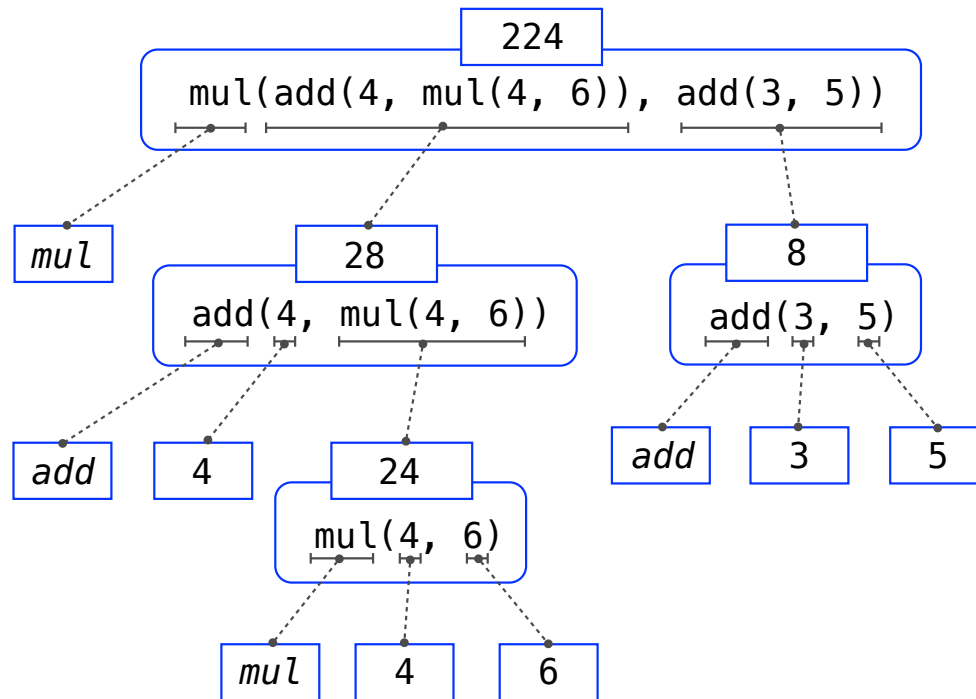 224
mul(add(4, mul(4, 6)), add(3, 5))
mul
28
8
add(4, mul(4, 6))
add(3, 5)
add
4
24
add
3
5
mul(4, 6)
mul
4
6